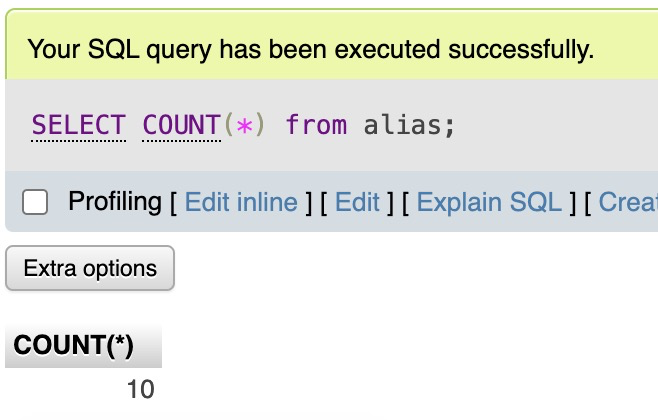 Your SQL query has been executed successfully.
SELECT COUNT(*) from alias;
Profiling [ Edit inline ] [ Edit ] [ Explain SQL ] [ Creat
Extra options
COUNT(*)
10